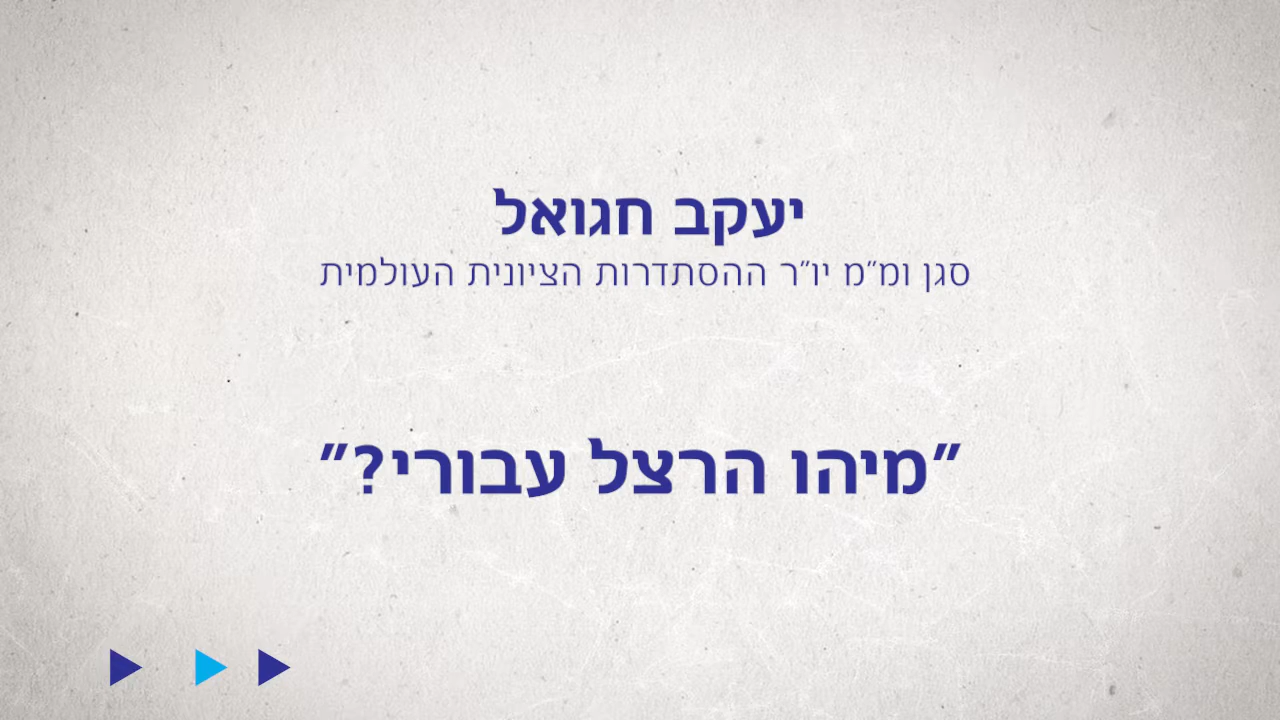 יעקב חגואל
סגן ומ״מ יו״ר ההסתדרות הציונית העולמית
״מיהו הרצל עבורי?״